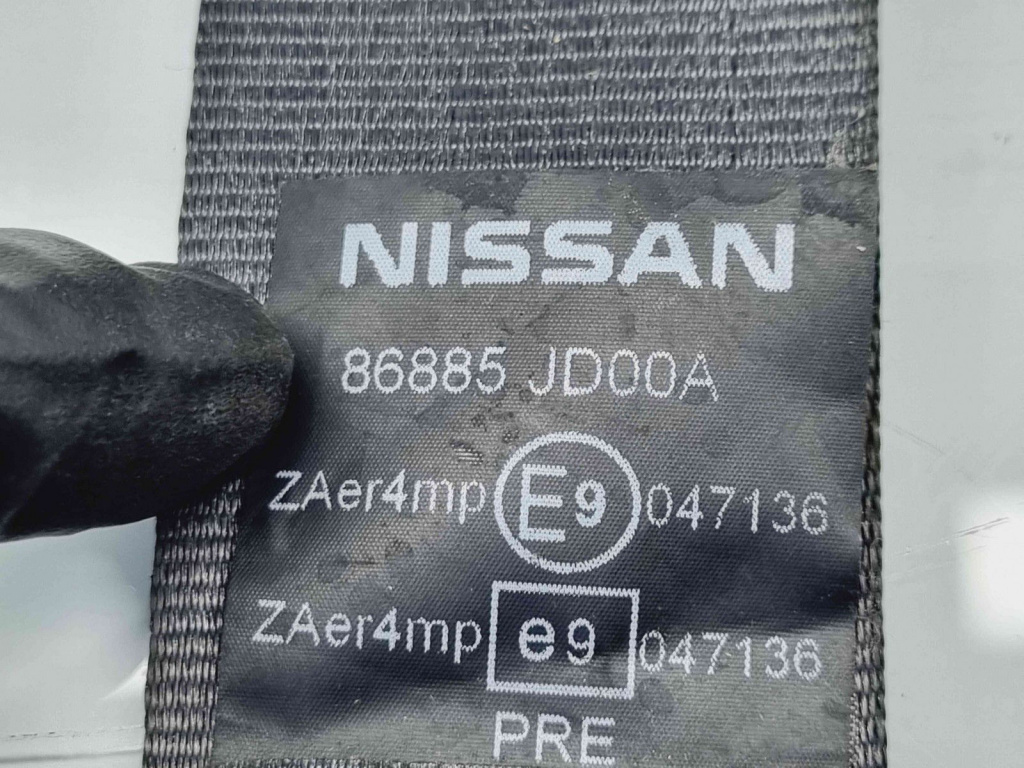 NISSAN
86885 JD00A
ZAer4mp E9 047136
ZAer4mp e9 047136
PRE